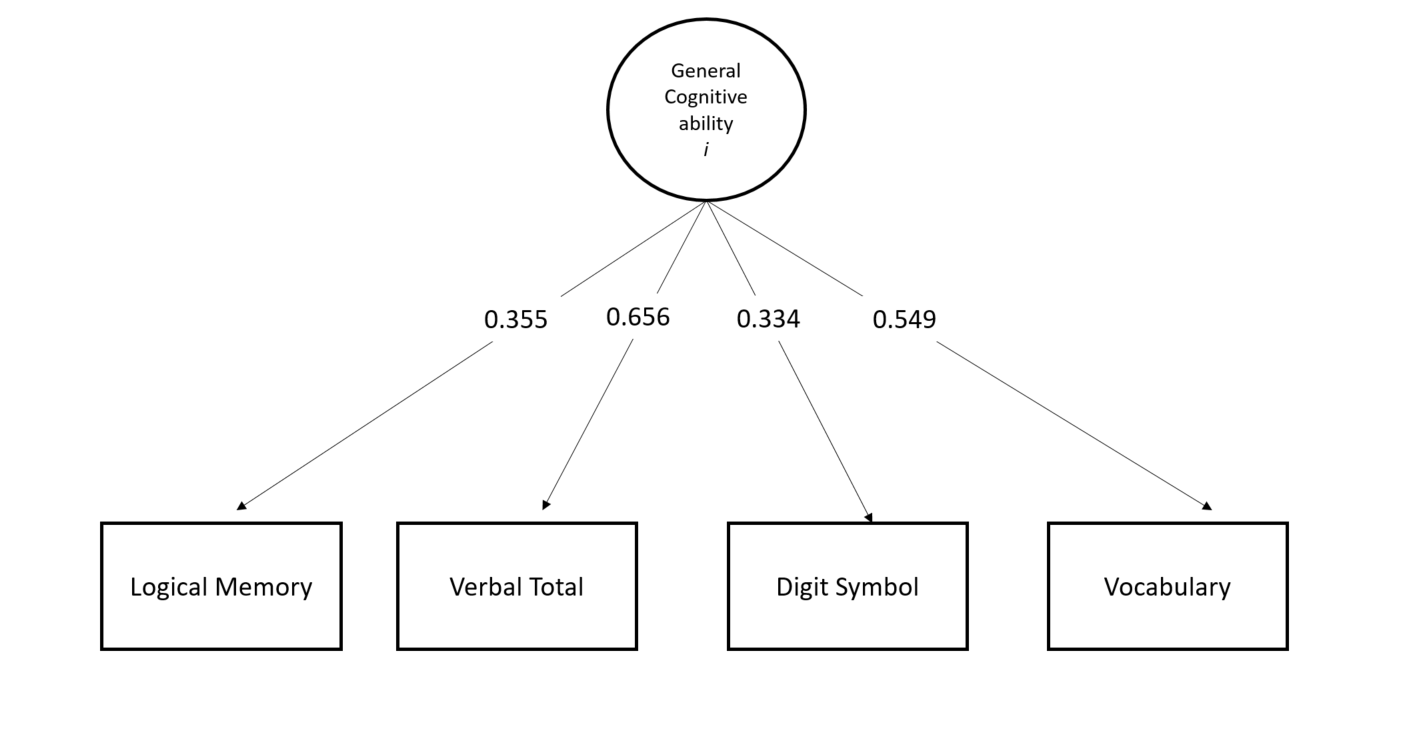 General
Cognitive
ability
i
0.355
0.656
0.334
0.549
Logical Memory
Verbal Total
Digit Symbol
Vocabulary